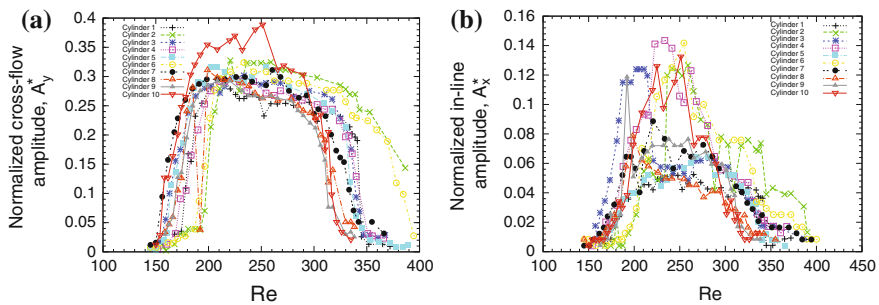 (a)
Normalized cross-flow
amplitude, A*y
0.4
0.35
0.3
0.25
0.2
0.15
0.1
0.05
0
100
150
200
250
300
350
400
Re
Cylinder 1
Cylinder 2
Cylinder 3
Cylinder 4
Cylinder 5
Cylinder 6
Cylinder 7
Cylinder 8
Cylinder 9
Cylinder 10
(b)
Normalized in-line
amplitude, A*x
0.16
0.14
0.12
0.1
0.08
0.06
0.04
0.02
0
100
150
200
250
300
350
400
450
Re
Cylinder 1
Cylinder 2
Cylinder 3
Cylinder 4
Cylinder 5
Cylinder 6
Cylinder 7
Cylinder 8
Cylinder 9
Cylinder 10